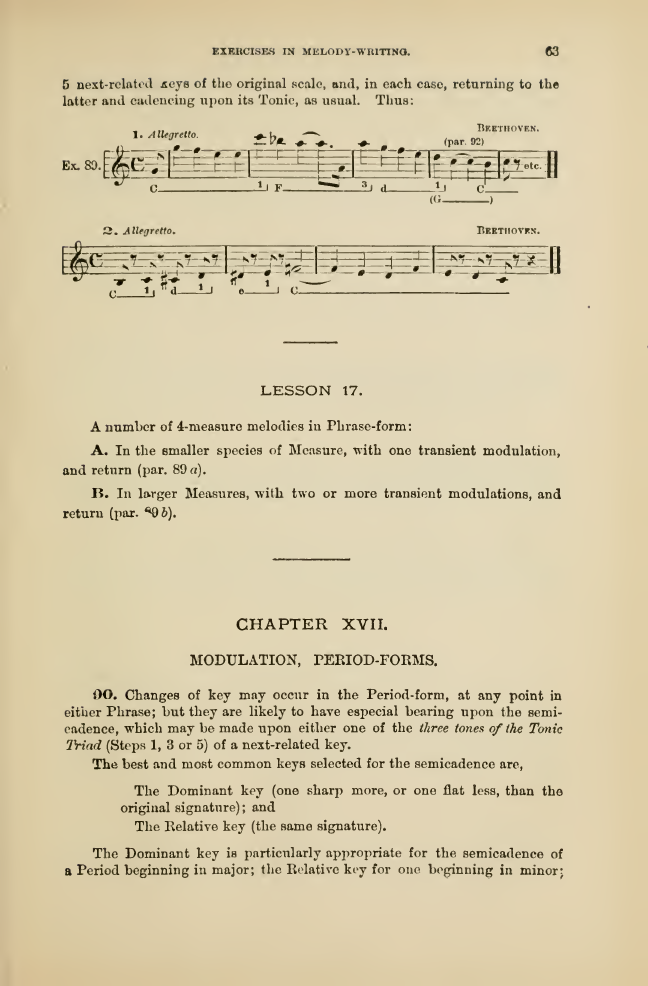 EXERCISES IN MELODY-WRITING. 63
5 next-related keys of the original scale, and, in each case, returning to the
latter and cadencing upon its Tonic, as usual. Thus:
1. Allegretto. BEETHOVEN.
(par. 92)
Ex. 89. etc.
C 1 F 3 d 1 C
(G )
2. Allegretto. BEETHOVEN.
C 1 d 1 e 1 C
LESSON 17.
A number of 4-measure melodies in Phrase-form:
A. In the smaller species of Measure, with one transient modulation,
and return (par. 89 a).
B. In larger Measures, with two or more transient modulations, and
return (par. 89 b).
CHAPTER XVII.
MODULATION, PERIOD-FORMS.
90. Changes of key may occur in the Period-form, at any point in
either Phrase; but they are likely to have especial bearing upon the semi-
cadence, which may be made upon either one of the three tones of the Tonic
Triad (Steps 1, 3 or 5) of a next-related key.
The best and most common keys selected for the semicadence are,
The Dominant key (one sharp more, or one flat less, than the
original signature); and
The Relative key (the same signature).
The Dominant key is particularly appropriate for the semicadence of
a Period beginning in major; the Relative key for one beginning in minor;